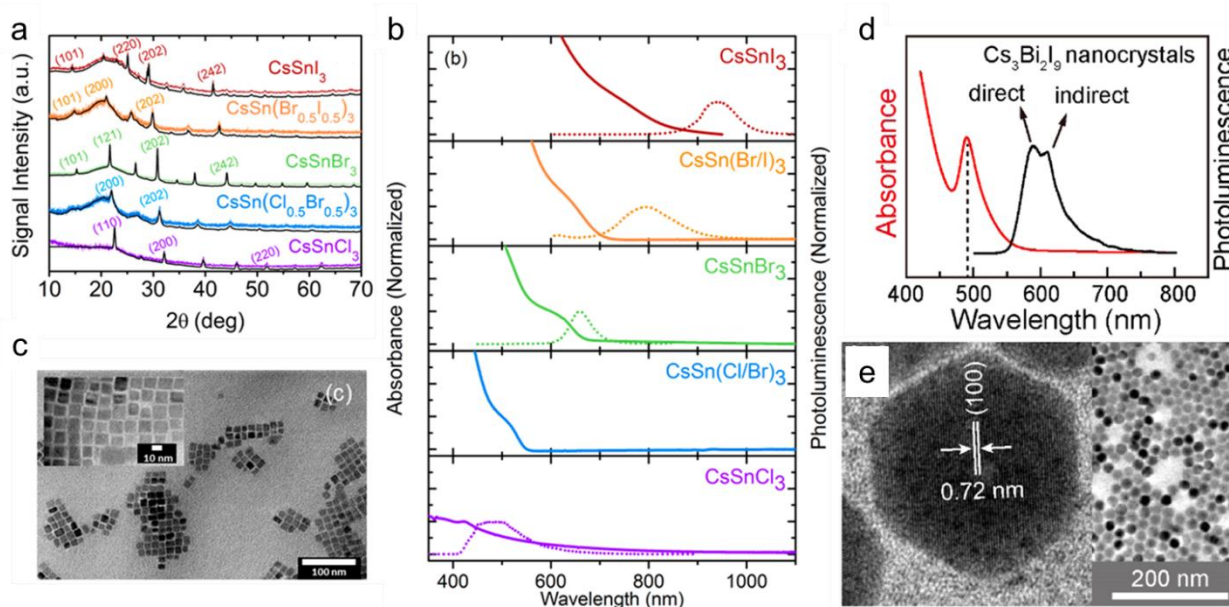 a
Signal Intensity (a.u.)
(101)
(220)
(202)
(242)
CsSnI3
(101)
(200)
(202)
CsSn(Br0.5I0.5)3
(101)
(121)
(202)
(242)
CsSnBr3
(200)
(202)
CsSn(Cl0.5Br0.5)3
(110)
(200)
(220)
CsSnCl3
10 20 30 40 50 60 70
2θ (deg)
b
(b)
CsSnI3
CsSn(Br/I)3
CsSnBr3
CsSn(Cl/Br)3
CsSnCl3
Absorbance (Normalized)
Photoluminescence (Normalized)
400 600 800 1000
Wavelength (nm)
c
(c)
10 nm
100 nm
d
Cs3Bi2I9 nanocrystals
direct
indirect
Absorbance
Photoluminescence
400 500 600 700 800
Wavelength (nm)
e
(100)
0.72 nm
200 nm